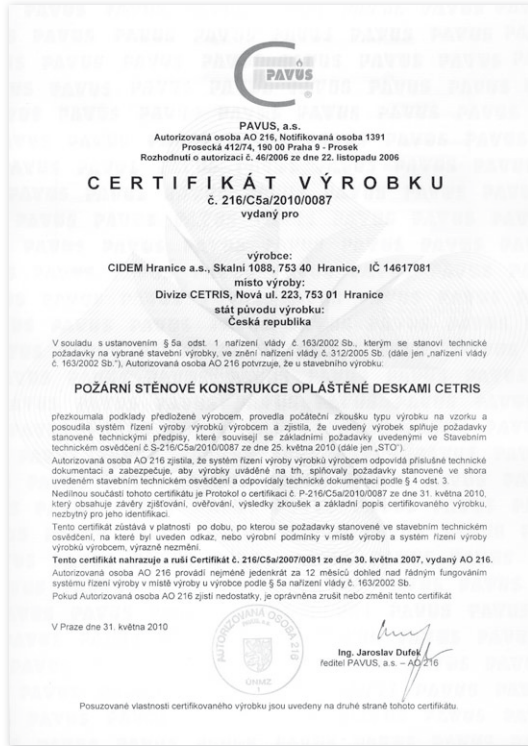 PAVUS
PAVUS, a.s.
Autorizovaná osoba AO 216, Notifikovaná osoba 1391
Prosecká 412/74, 190 00 Praha 9 - Prosek
Rozhodnutí o autorizaci č. 46/2006 ze dne 22. listopadu 2006
CERTIFIKÁT VÝROBKU
č. 216/C5a/2010/0087
vydaný pro
výrobce:
CIDEM Hranice a.s., Skalní 1088, 753 40 Hranice, IČ 14617081
místo výroby:
Divize CETRIS, Nová ul. 223, 753 01 Hranice
stát původu výrobku:
Česká republika
V souladu s ustanovením § 5a odst. 1 nařízení vlády č. 163/2002 Sb., kterým se stanoví technické
požadavky na vybrané stavební výrobky, ve znění nařízení vlády č. 312/2005 Sb. (dále jen „nařízení vlády
č. 163/2002 Sb.“), Autorizovaná osoba AO 216 potvrzuje, že u stavebního výrobku:
POŽÁRNÍ STĚNOVÉ KONSTRUKCE OPLÁŠTĚNÉ DESKAMI CETRIS
přezkoumala podklady předložené výrobcem, provedla počáteční zkoušku typu výrobku na vzorku a
posoudila systém řízení výroby výrobků výrobcem a zjistila, že uvedený výrobek splňuje požadavky
stanovené technickými předpisy, které souvisejí se základními požadavky uvedenými ve Stavebním
technickém osvědčení č.S-216/C5a/2010/0087 ze dne 25. května 2010 (dále jen „STO“).
Autorizovaná osoba AO 216 zjistila, že systém řízení výroby výrobků výrobcem odpovídá příslušné technické
dokumentaci a zabezpečuje, aby výrobky uváděné na trh, splňovaly požadavky stanovené ve shora
uvedeném stavebním technickém osvědčení a odpovídaly technické dokumentaci podle § 4 odst. 3.
Nedílnou součástí tohoto certifikátu je Protokol o certifikaci č. P-216/C5a/2010/0087 ze dne 31. května 2010,
který obsahuje závěry zjišťování, ověřování, výsledky zkoušek a základní popis certifikovaného výrobku,
nezbytný pro jeho identifikaci.
Tento certifikát zůstává v platnosti po dobu, po kterou se požadavky stanovené ve stavebním technickém
osvědčení, na které byl uveden odkaz, nebo výrobní podmínky v místě výroby a systém řízení výroby
výrobků výrobcem, výrazně nezmění.
Tento certifikát nahrazuje a ruší Certifikát č. 216/C5a/2007/0081 ze dne 30. května 2007, vydaný AO 216.
Autorizovaná osoba AO 216 provádí nejméně jedenkrát za 12 měsíců dohled nad řádným fungováním
systému řízení výroby v místě výroby u výrobce podle § 5a nařízení vlády č. 163/2002 Sb.
Pokud Autorizovaná osoba AO 216 zjistí nedostatky, je oprávněna zrušit nebo změnit tento certifikát
V Praze dne 31. května 2010
AUTORIZOVANÁ OSOBA 216
PAVUS, a.s.
ÚNMZ
1
Ing. Jaroslav Dufek
ředitel PAVUS, a.s. – AO 216
Posuzované vlastnosti certifikovaného výrobku jsou uvedeny na druhé straně tohoto certifikátu.